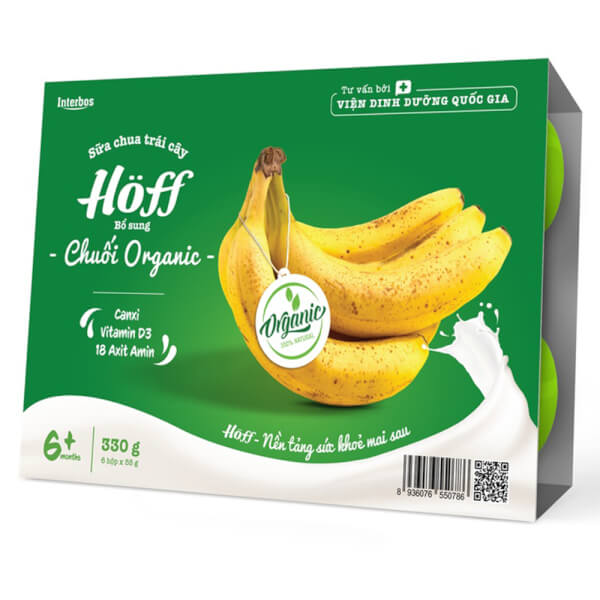 Interbos
Tư vấn bởi
VIỆN DINH DƯỠNG QUỐC GIA
Sữa chua trái cây
Höff
Bổ sung
- Chuối Organic -
Canxi
Vitamin D3
18 Axit Amin
Organic
100% NATURAL
Höff - Nền tảng sức khoẻ mai sau
6+
months
330 g
6 hộp x 55 g
8 936076 550786